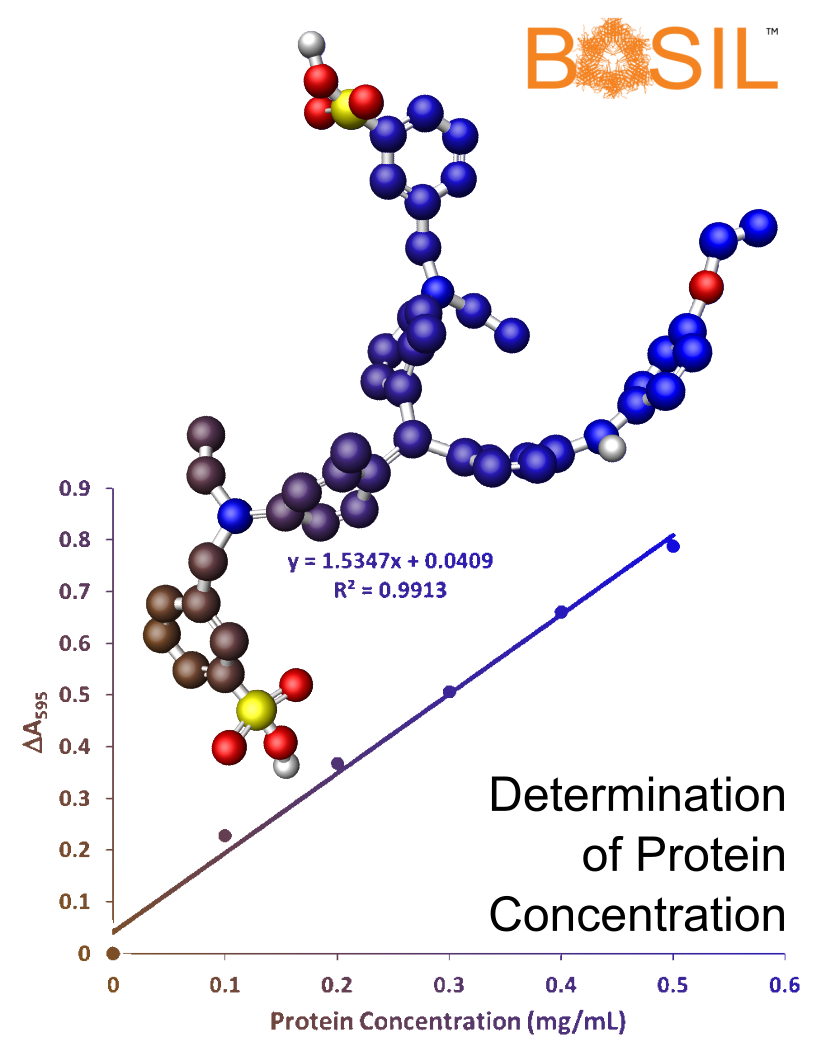 BASIL™
0.9
0.8
0.7
0.6
0.5
0.4
0.3
0.2
0.1
0
ΔA₅₉₅
y = 1.5347x + 0.0409
R² = 0.9913
Determination
of Protein
Concentration
0 0.1 0.2 0.3 0.4 0.5 0.6
Protein Concentration (mg/mL)